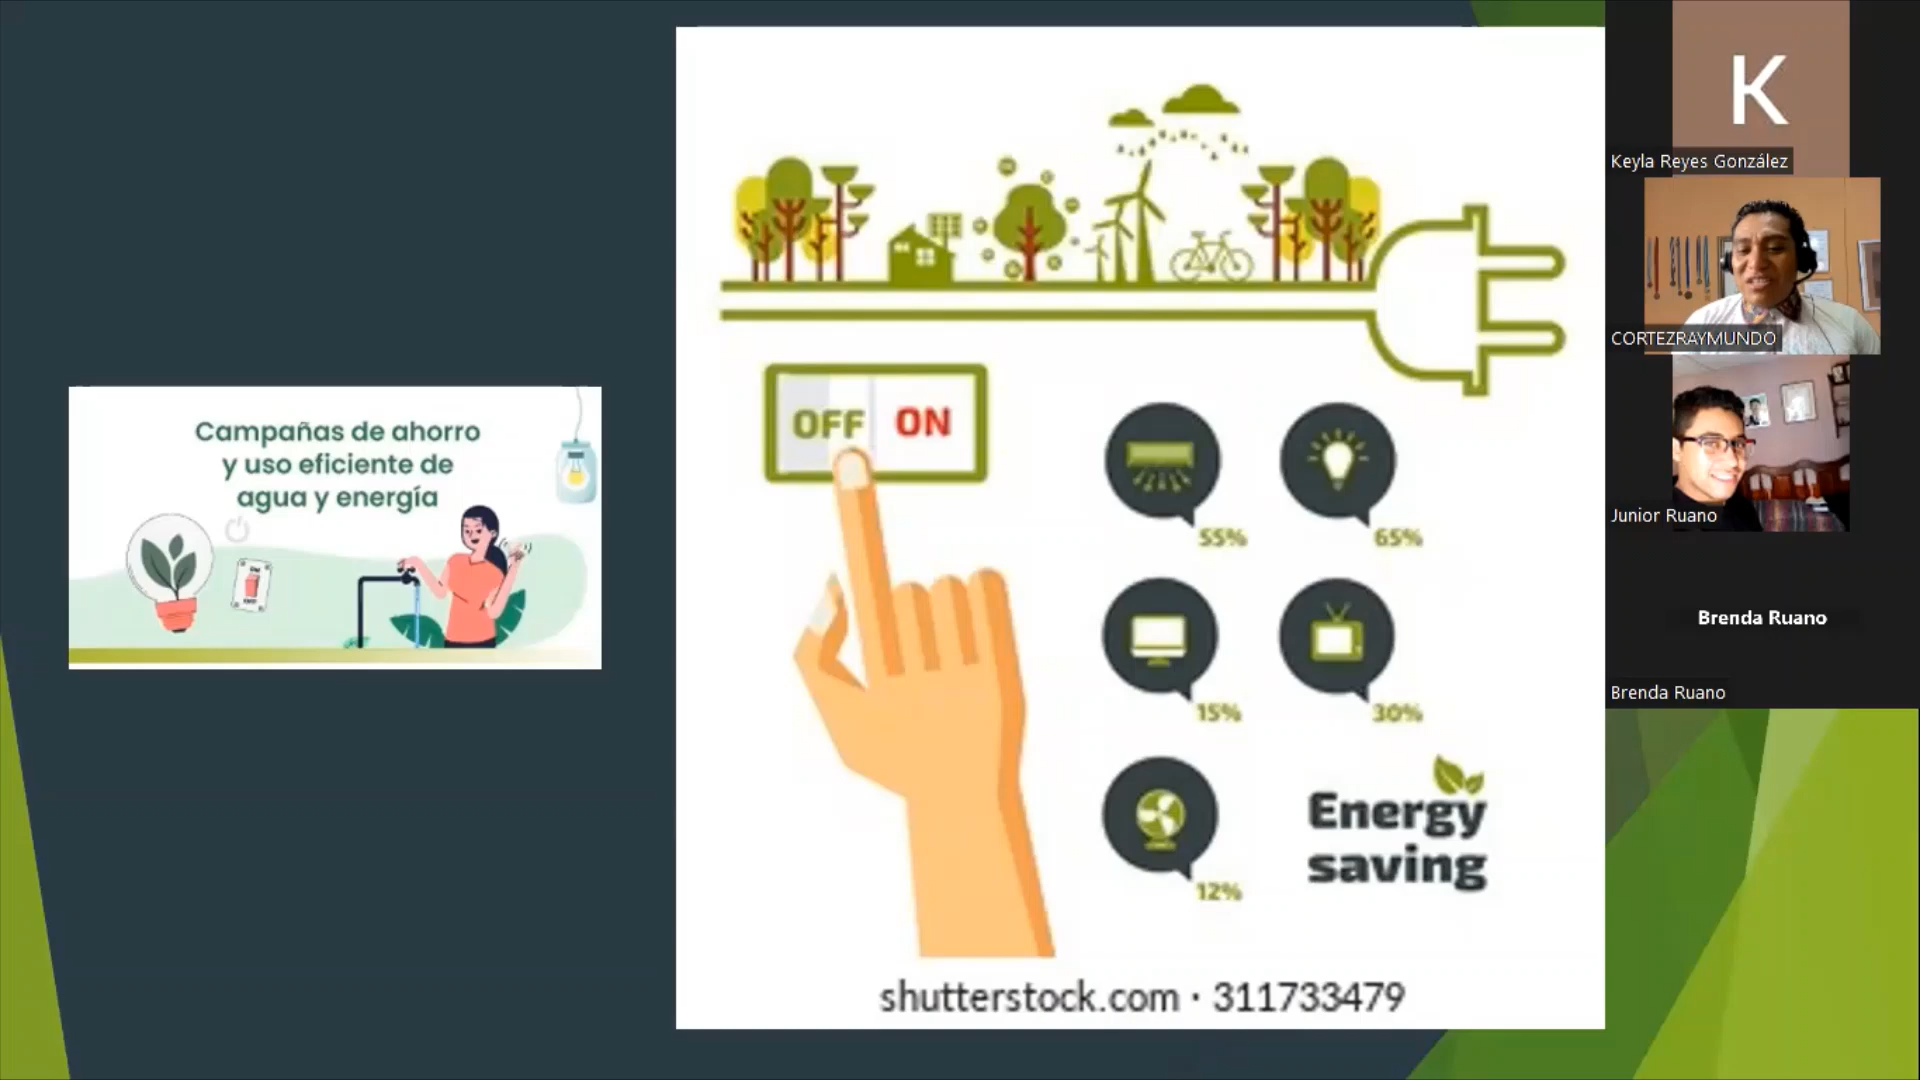 Campañas de ahorro
y uso eficiente de
agua y energía
OFF ON
55%
65%
15%
30%
12%
Energy
saving
shutterstock.com · 311733479
K
Keyla Reyes González
CORTEZRAYMUNDO
Junior Ruano
Brenda Ruano
Brenda Ruano